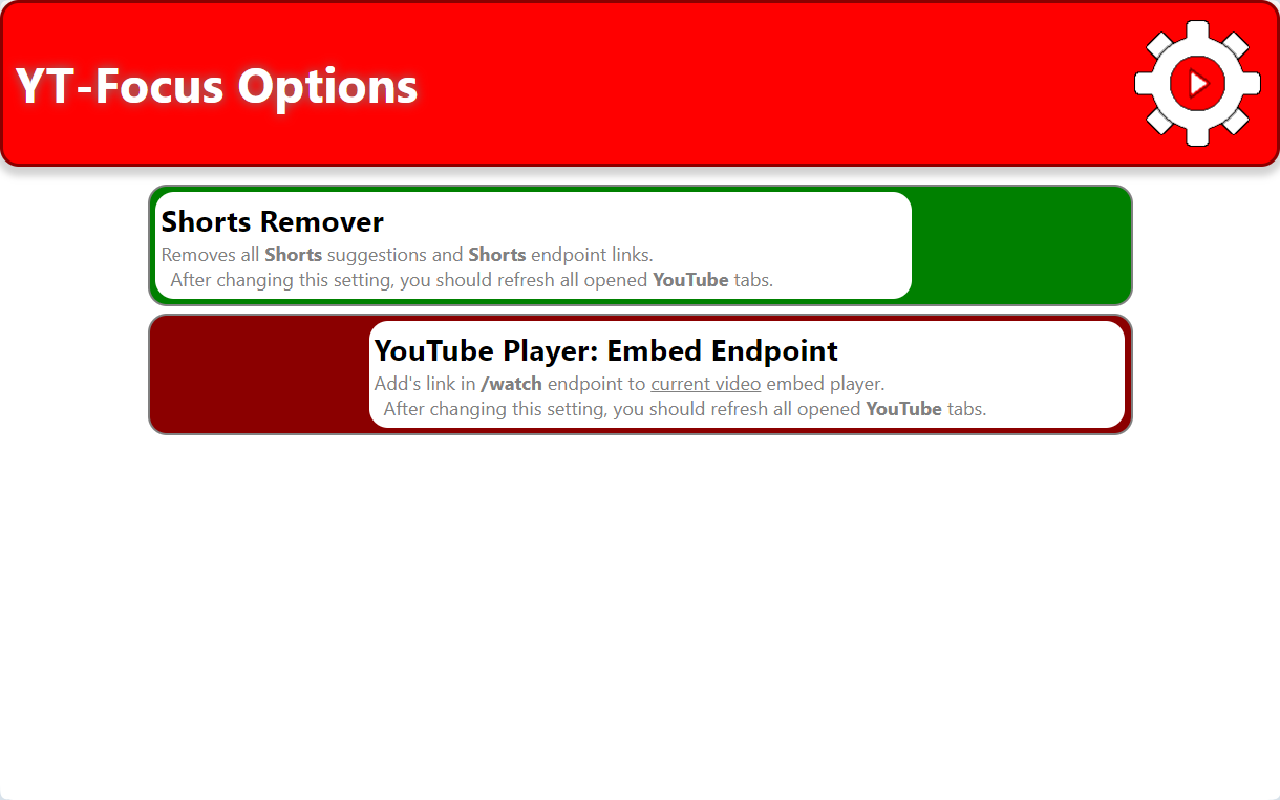 YT-Focus Options
Shorts Remover
Removes all Shorts suggestions and Shorts endpoint links.
After changing this setting, you should refresh all opened YouTube tabs.
YouTube Player: Embed Endpoint
Add's link in /watch endpoint to current video embed player.
After changing this setting, you should refresh all opened YouTube tabs.